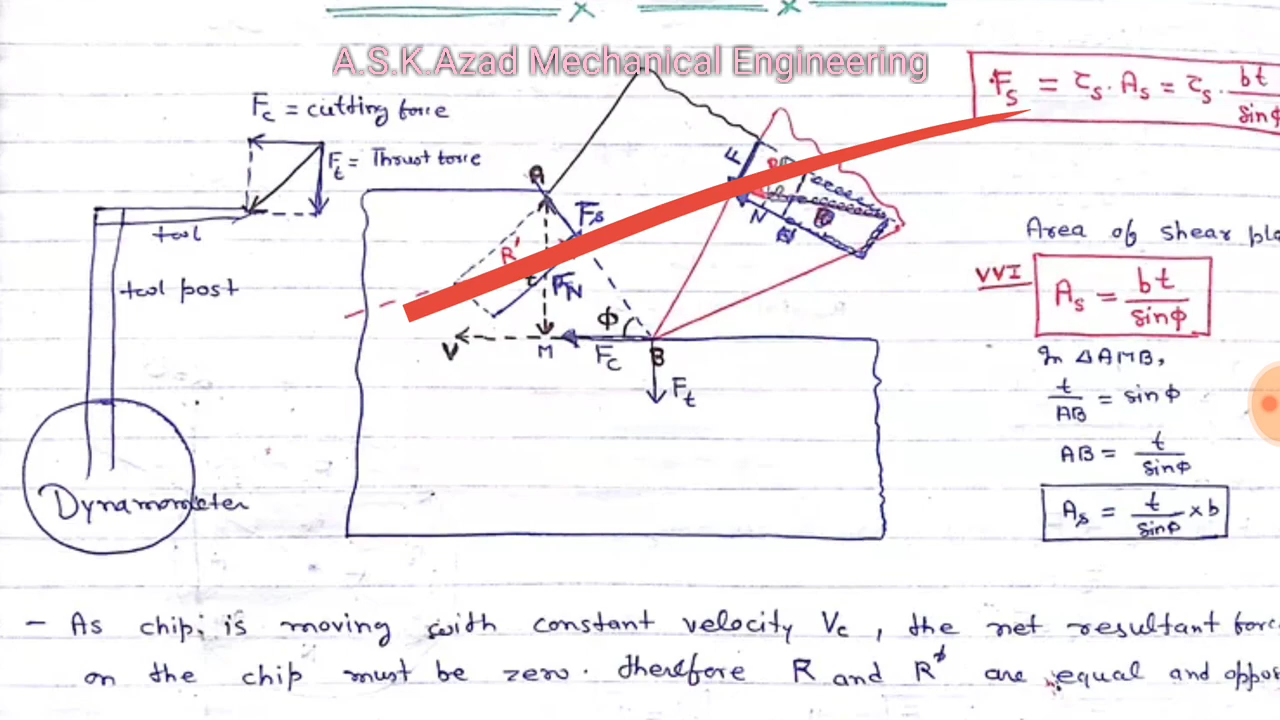 A.S.K.Azad Mechanical Engineering
Fs = τs. As = τs. bt/sinφ
Fc = cutting force
Ft = Thrust force
tool
tool post
Dynamometer
A
Fs
R'
t
FN
φ
V
M
Fc
B
Ft
F
N
Area of shear
VVI
As = bt/sinφ
In ΔAMB,
t/AB = sinφ
AB = t/sinφ
As = t/sinφ × b
- As chip; is moving with constant velocity Vc, the net resultant
on the chip must be zero. therefore R and R' are equal and